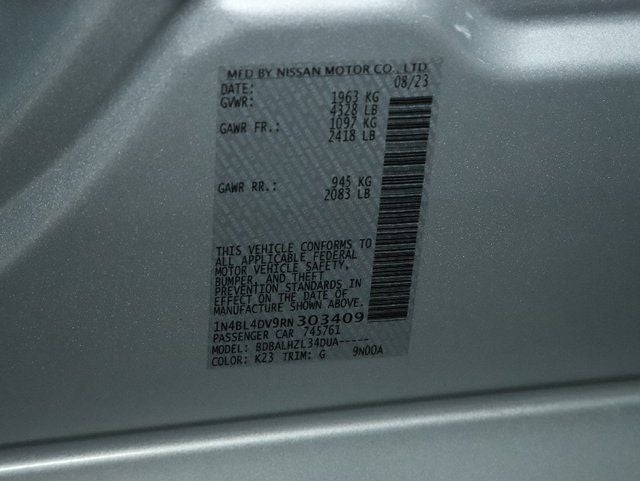 MFD BY NISSAN MOTOR CO., LTD.
DATE: 08/23
GVWR: 1963 KG
4328 LB
GAWR FR.: 1097 KG
2418 LB
GAWR RR.: 945 KG
2083 LB
THIS VEHICLE CONFORMS TO
ALL APPLICABLE FEDERAL
MOTOR VEHICLE SAFETY,
BUMPER, AND THEFT
PREVENTION STANDARDS IN
EFFECT ON THE DATE OF
MANUFACTURE SHOWN ABOVE.
1N4BL4DV9RN303409
PASSENGER CAR 745761
MODEL: BDBALHZL34DUA-----
COLOR: K23 TRIM: G 9N00A